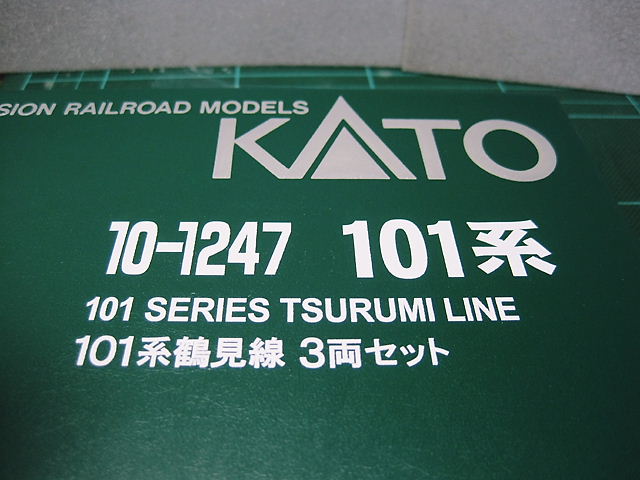 SION RAILROAD MODELS
KATO
10-1247 101系
101 SERIES TSURUMI LINE
101系鶴見線 3両セット